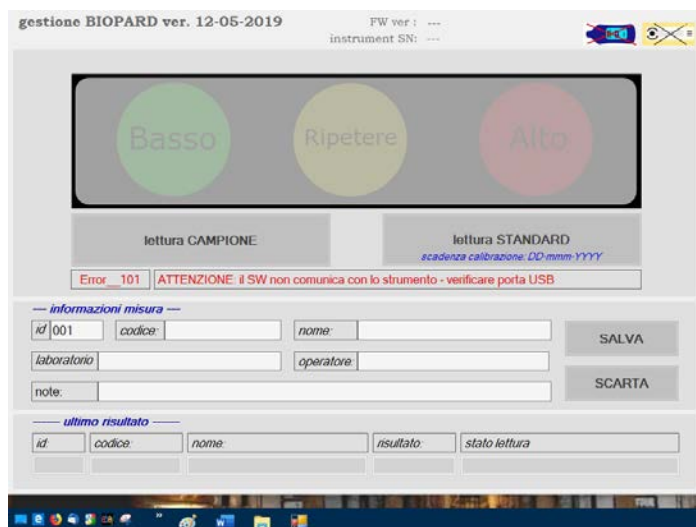 gestione BIOPARD ver. 12-05-2019
FW ver : ---
instrument SN: ---
Basso Ripetere Alto
lettura CAMPIONE
lettura STANDARD
scadenza calibrazione: DD-mmm-YYYY
Error__101 ATTENZIONE: il SW non comunica con lo strumento - verificare porta USB
--- informazioni misura ---
id 001 codice: nome:
SALVA
laboratorio operatore:
note:
SCARTA
------ ultimo risultato ------
id: codice: nome: risultato: stato lettura